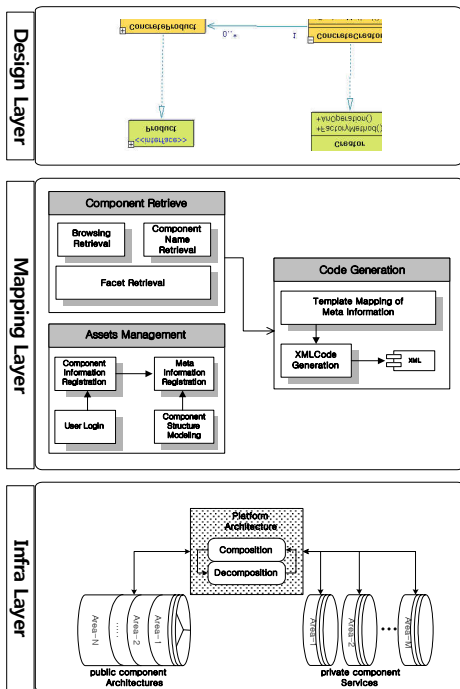 Design Layer
ConcreteProduct
0..*
1
ConcreteCreator
Product
<<interface>>
+AnOperation()
+FactoryMethod()
Creator
Mapping Layer
Component Retrieve
Browsing
Retrieval
Component
Name
Retrieval
Facet Retrieval
Assets Management
Component
Information
Registration
Meta
Information
Registration
User Login
Component
Structure
Modeling
Code Generation
Template Mapping of
Meta Information
XMLCode
Generation
XML
Infra Layer
Platform
Architecture
Composition
Decomposition
Area-N
.....
Area-2
Area-1
public component
Architectures
Area-1
Area-2
Area-M
private component
Services